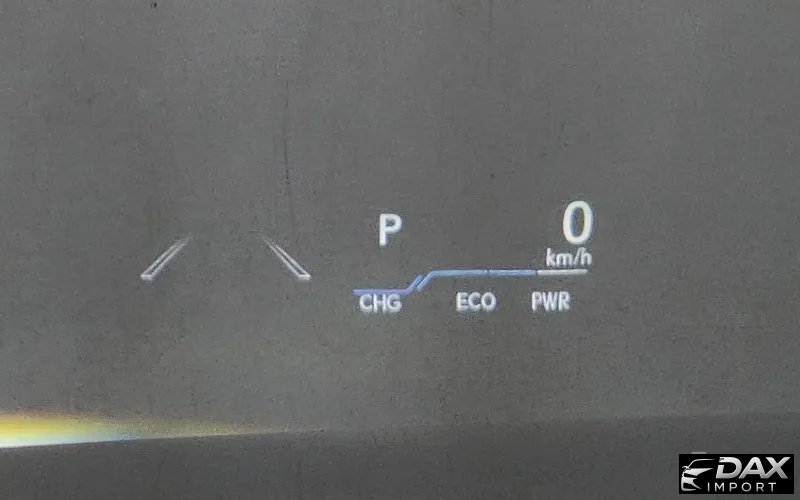 P 0
km/h
CHG ECO PWR
DAX
IMPORT